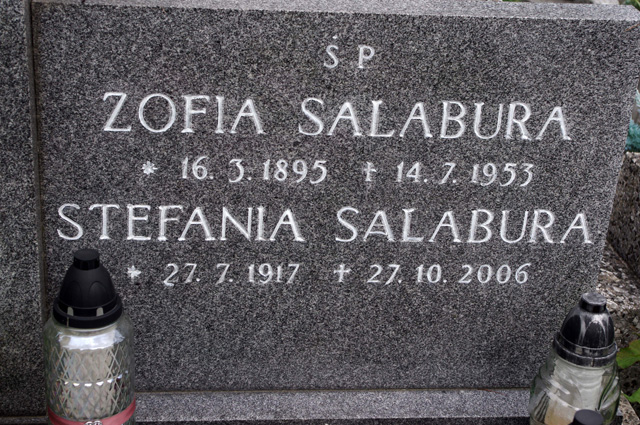 ŚP
ZOFIA SALABURA
* 16. 3. 1895 † 14. 7. 1953
STEFANIA SALABURA
* 27. 7. 1917 † 27. 10. 2006